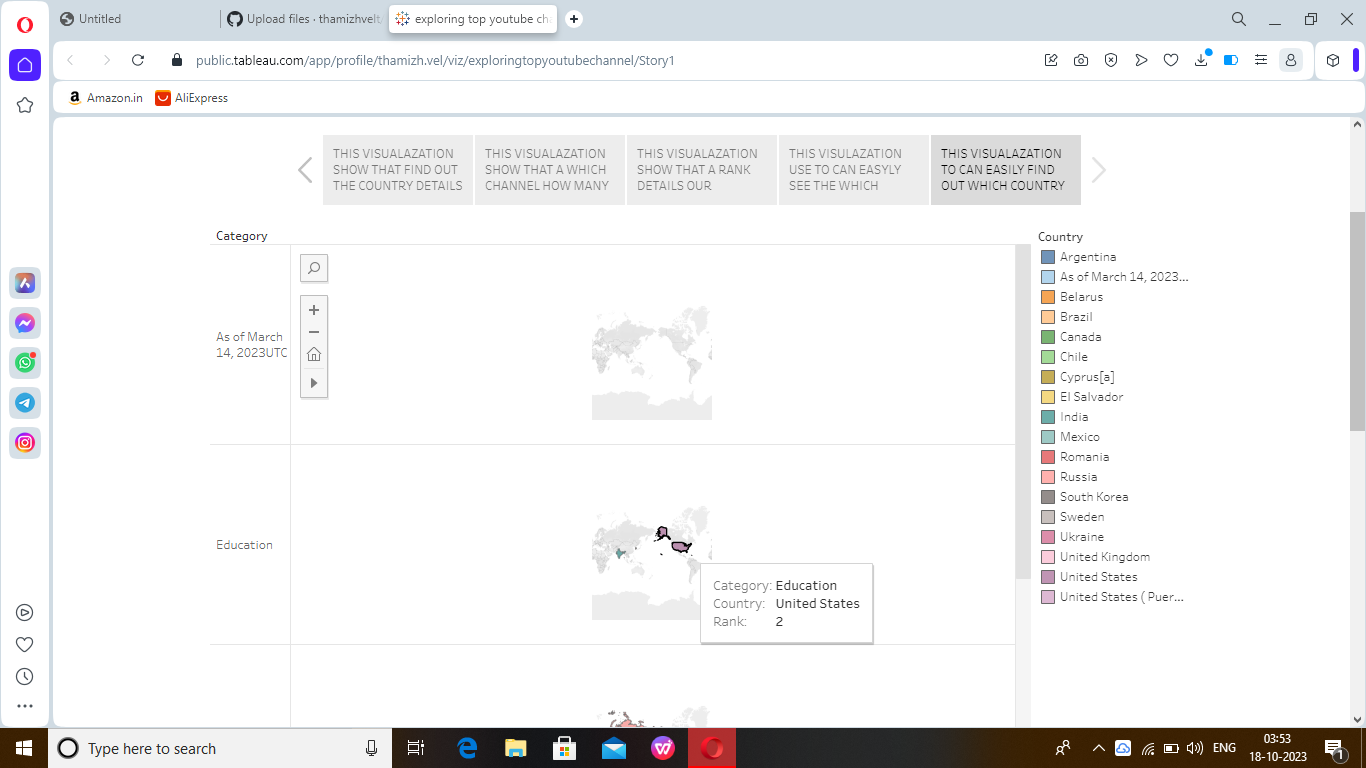 Untitled
Upload files · thamizhvelt
exploring top youtube cha
public.tableau.com/app/profile/thamizh.vel/viz/exploringtopyoutubechannel/Story1
Amazon.in
AliExpress
THIS VISUALAZATION
SHOW THAT FIND OUT
THE COUNTRY DETAILS
THIS VISUALAZATION
SHOW THAT A WHICH
CHANNEL HOW MANY
THIS VISUALAZATION
SHOW THAT A RANK
DETAILS OUR
THIS VISULAZATION
USE TO CAN EASYLY
SEE THE WHICH
THIS VISUALAZATION
TO CAN EASILY FIND
OUT WHICH COUNTRY
Category
As of March
14, 2023UTC
Education
Category: Education
Country: United States
Rank: 2
Country
Argentina
As of March 14, 2023...
Belarus
Brazil
Canada
Chile
Cyprus[a]
El Salvador
India
Mexico
Romania
Russia
South Korea
Sweden
Ukraine
United Kingdom
United States
United States ( Puer...
Type here to search
ENG
03:53
18-10-2023
1